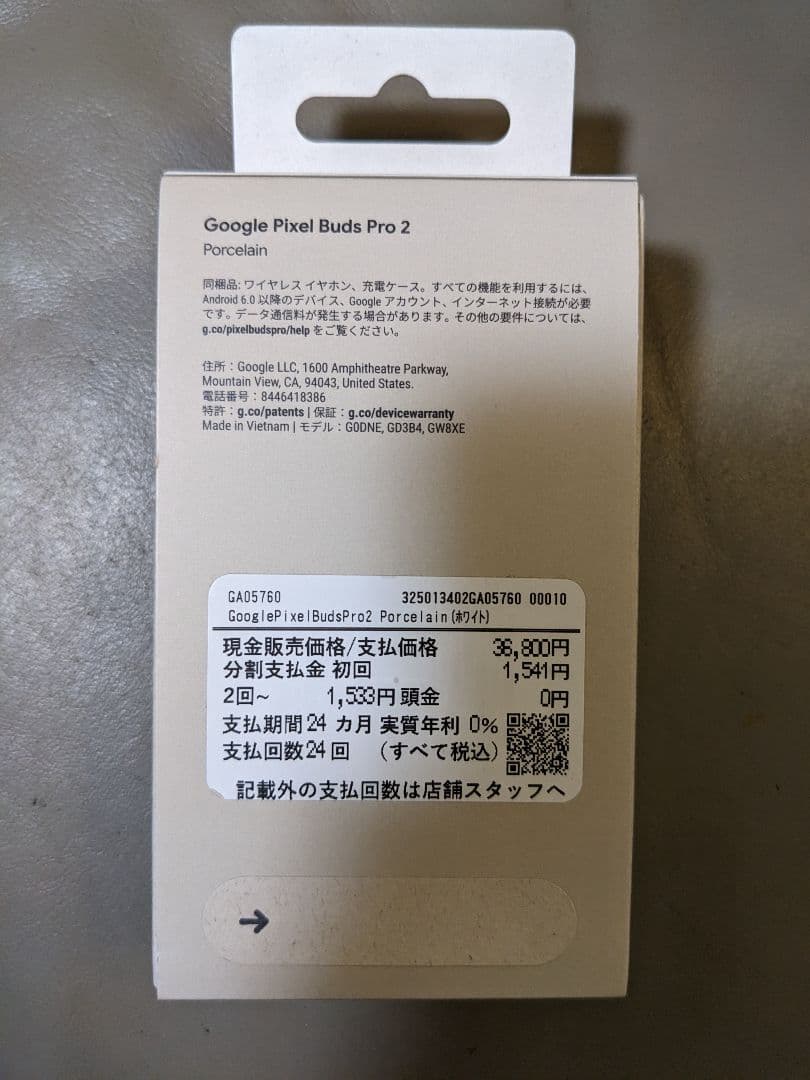 Google Pixel Buds Pro 2
Porcelain
同梱品: ワイヤレス イヤホン、充電ケース。すべての機能を利用するには、
Android 6.0 以降のデバイス、Google アカウント、インターネット接続が必要
です。データ通信料が発生する場合があります。その他の要件については、
g.co/pixelbudspro/help をご覧ください。
住所：Google LLC, 1600 Amphitheatre Parkway,
Mountain View, CA, 94043, United States.
電話番号：8446418386
特許：g.co/patents | 保証：g.co/devicewarranty
Made in Vietnam | モデル：G0DNE, GD3B4, GW8XE
GA05760 325013402GA05760 00010
GooglePixelBudsPro2 Porcelain(ﾎﾜｲﾄ)
現金販売価格/支払価格 36,800円
分割支払金 初回 1,541円
2回~ 1,533円 頭金 0円
支払期間24 カ月 実質年利 0%
支払回数24回 (すべて税込)
記載外の支払回数は店舗スタッフへ